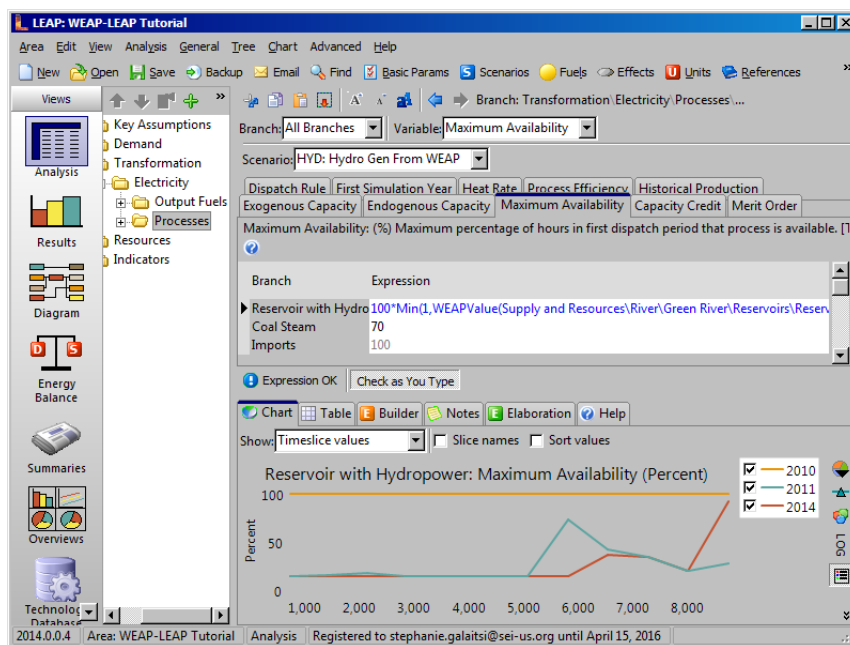 LEAP: WEAP-LEAP Tutorial
Area Edit View Analysis General Tree Chart Advanced Help
New Open Save Backup Email Find Basic Params S Scenarios Fuels Effects U Units References »
Views » A A Branch: Transformation\Electricity\Processes\...
Key Assumptions
Demand
Transformation
Electricity
Output Fuels
Processes
Resources
Indicators
Branch: All Branches Variable: Maximum Availability
Scenario: HYD: Hydro Gen From WEAP
Dispatch Rule First Simulation Year Heat Rate Process Efficiency Historical Production
Exogenous Capacity Endogenous Capacity Maximum Availability Capacity Credit Merit Order
Maximum Availability: (%) Maximum percentage of hours in first dispatch period that process is available. [T
Branch Expression
Reservoir with Hydro 100*Min(1,WEAPValue(Supply and Resources\River\Green River\Reservoirs\Reserv
Coal Steam 70
Imports 100
Expression OK Check as You Type
Chart Table E Builder Notes E Elaboration Help
Show: Timeslice values Slice names Sort values
Reservoir with Hydropower: Maximum Availability (Percent)
2010
2011
2014
LOG
Percent
100
50
0
1,000 2,000 3,000 4,000 5,000 6,000 7,000 8,000
Analysis
Results
Diagram
D S
Energy
Balance
Summaries
Overviews
Technolog
Database
2014.0.0.4 Area: WEAP-LEAP Tutorial Analysis Registered to stephanie.galaitsi@sei-us.org until April 15, 2016